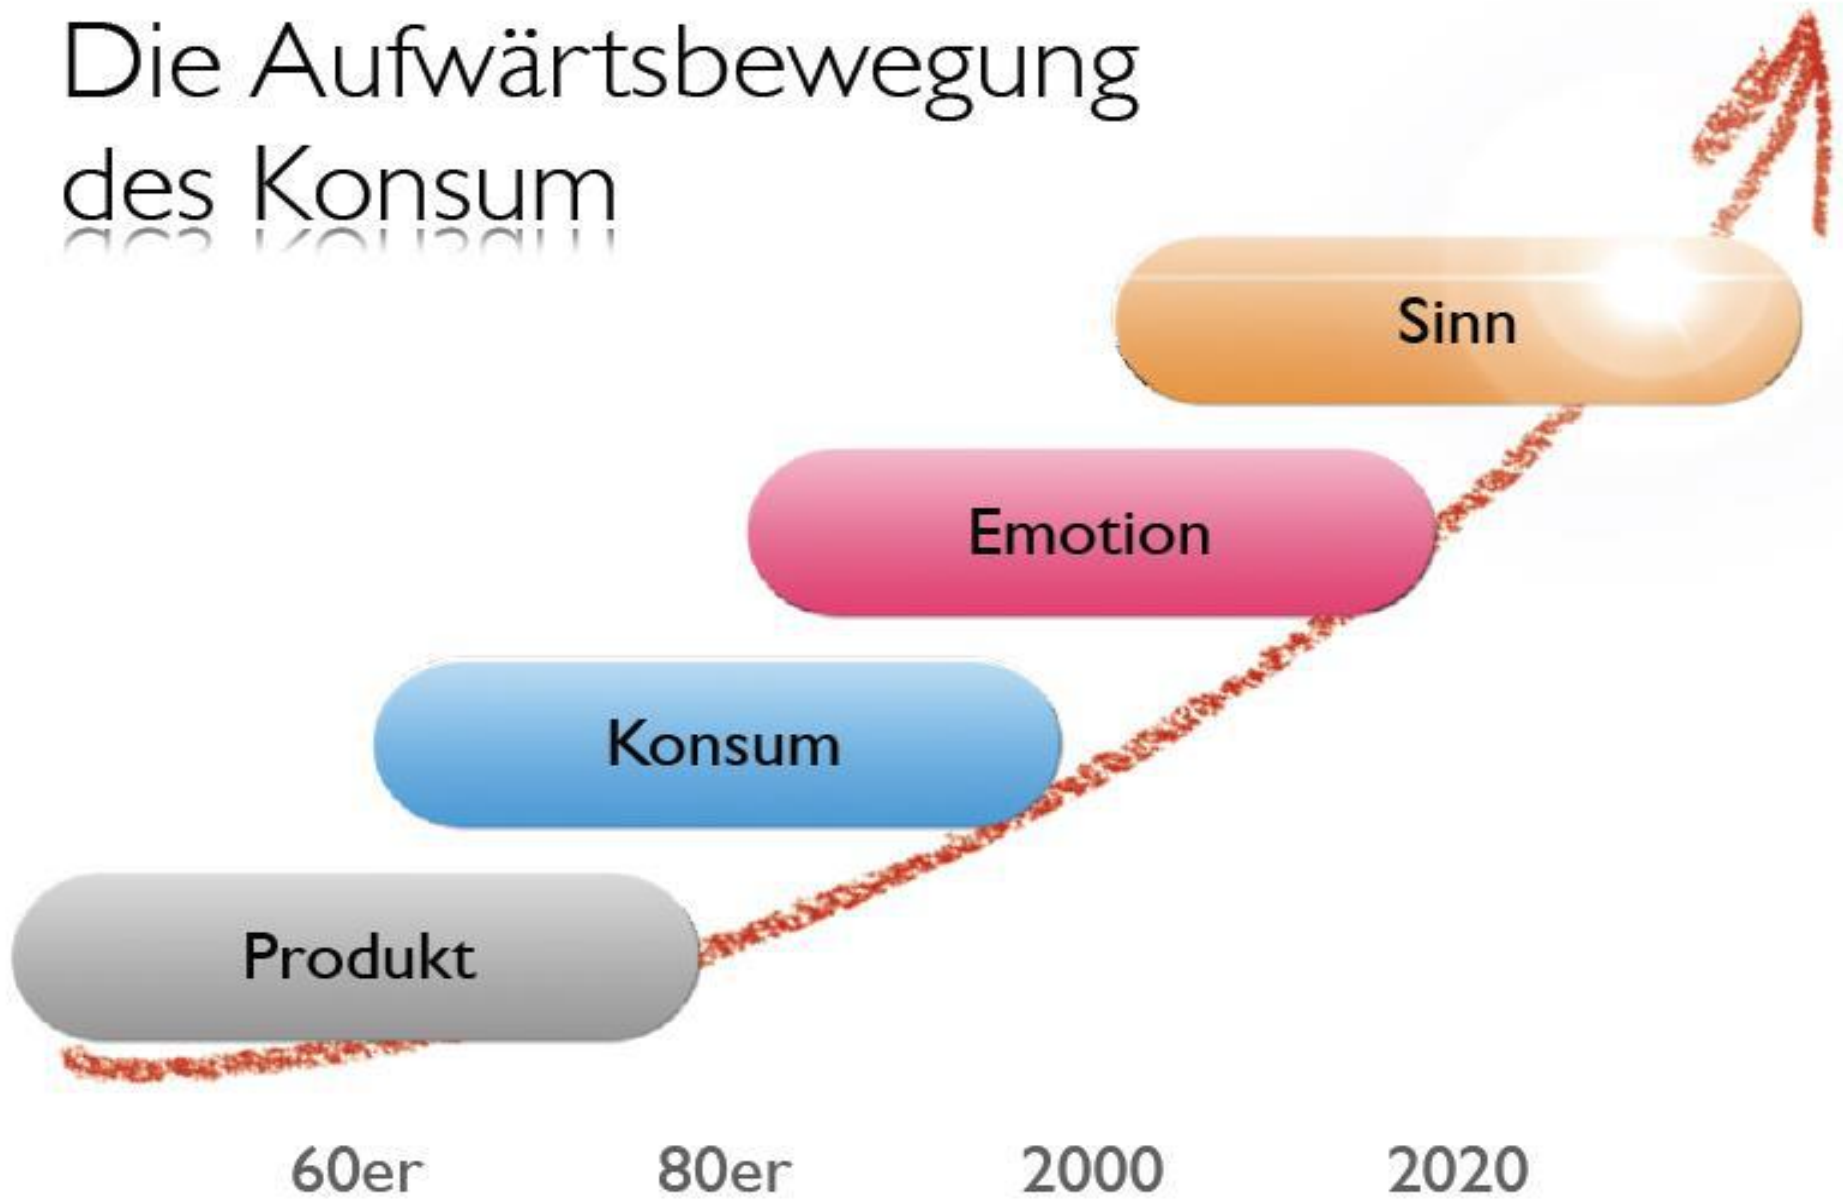 Die Aufwärtsbewegung
des Konsum
Sinn
Emotion
Konsum
Produkt
60er 80er 2000 2020